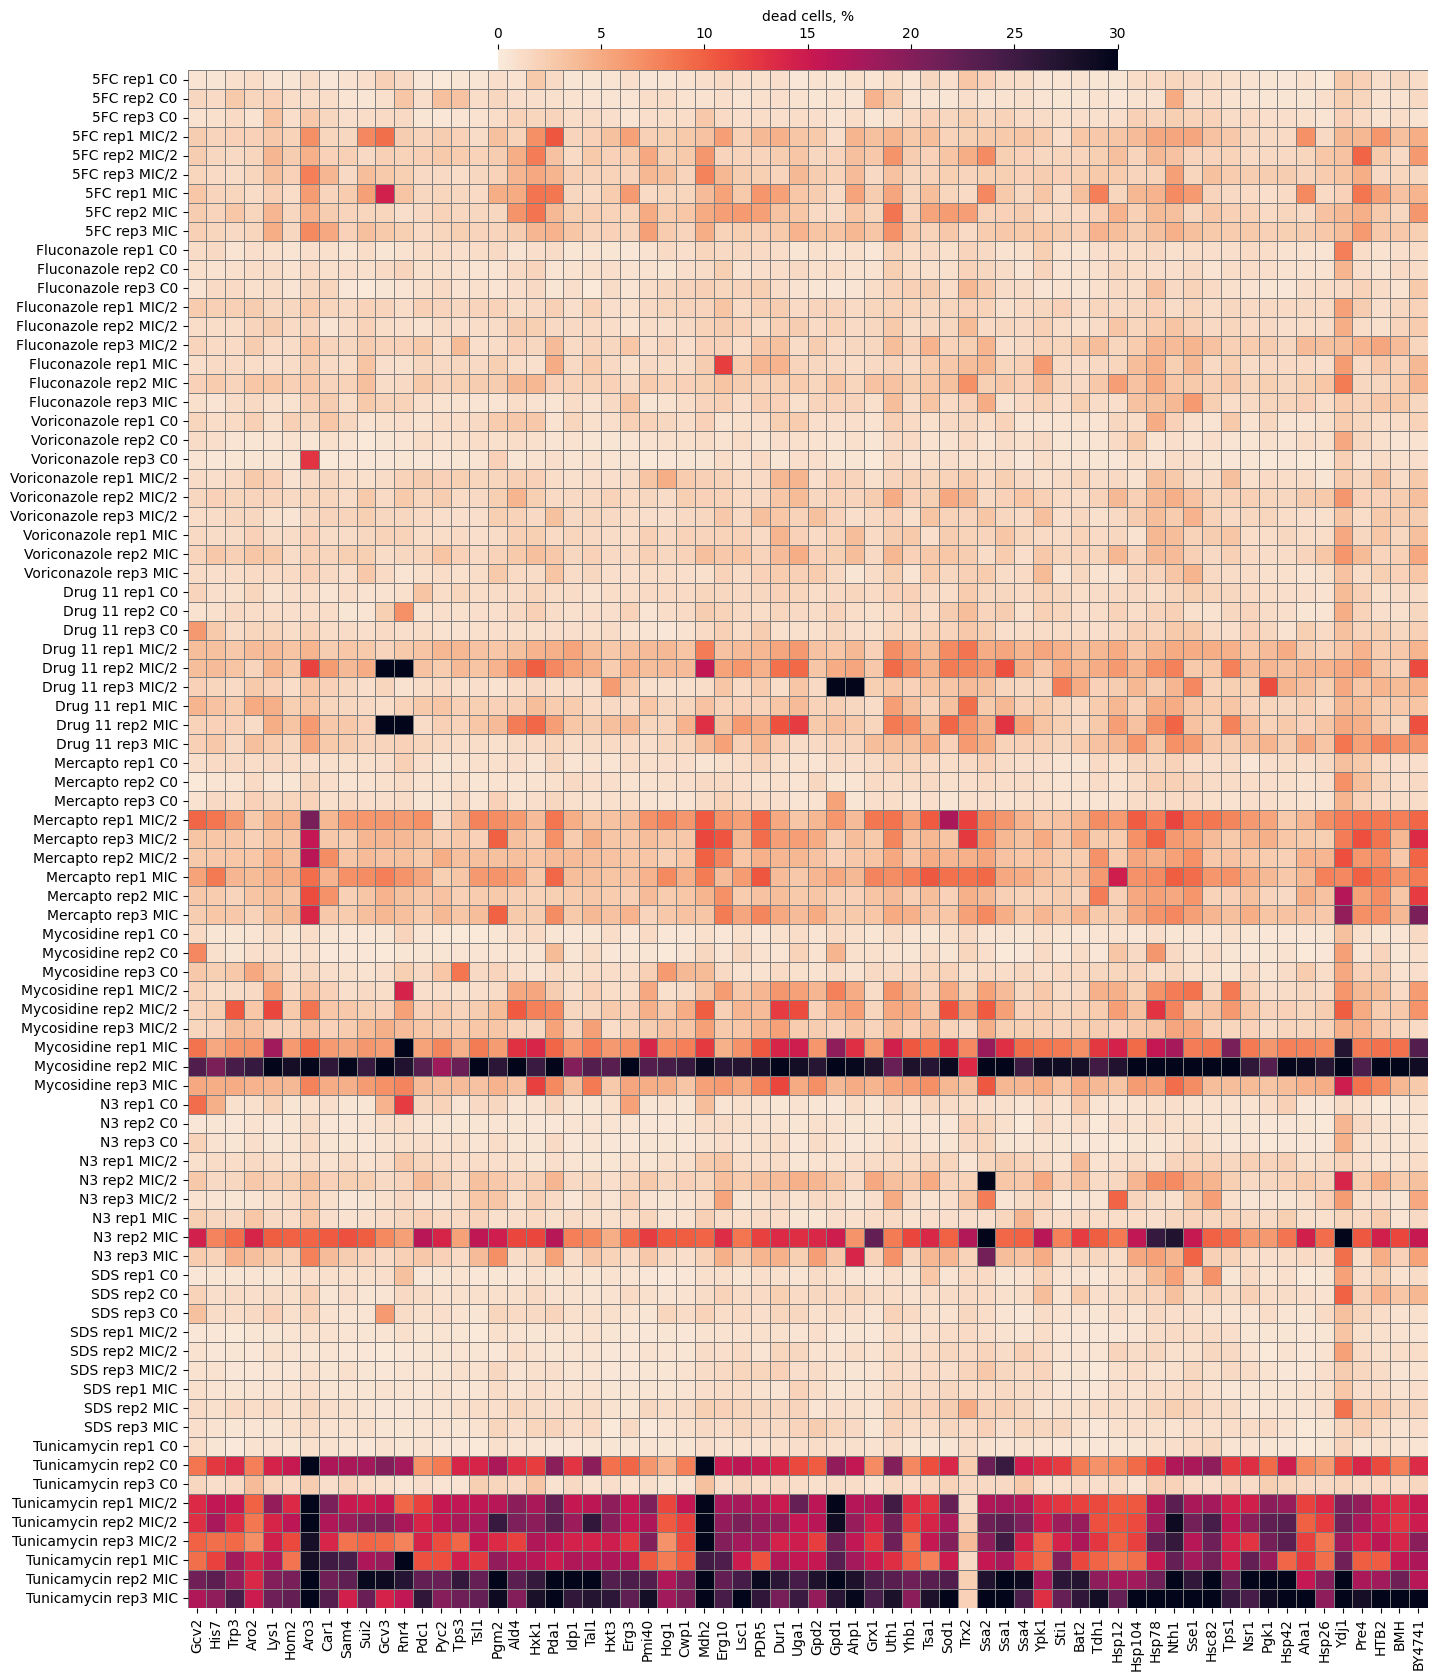 dead cells, %
0 5 10 15 20 25 30
5FC rep1 C0
5FC rep2 C0
5FC rep3 C0
5FC rep1 MIC/2
5FC rep2 MIC/2
5FC rep3 MIC/2
5FC rep1 MIC
5FC rep2 MIC
5FC rep3 MIC
Fluconazole rep1 C0
Fluconazole rep2 C0
Fluconazole rep3 C0
Fluconazole rep1 MIC/2
Fluconazole rep2 MIC/2
Fluconazole rep3 MIC/2
Fluconazole rep1 MIC
Fluconazole rep2 MIC
Fluconazole rep3 MIC
Voriconazole rep1 C0
Voriconazole rep2 C0
Voriconazole rep3 C0
Voriconazole rep1 MIC/2
Voriconazole rep2 MIC/2
Voriconazole rep3 MIC/2
Voriconazole rep1 MIC
Voriconazole rep2 MIC
Voriconazole rep3 MIC
Drug 11 rep1 C0
Drug 11 rep2 C0
Drug 11 rep3 C0
Drug 11 rep1 MIC/2
Drug 11 rep2 MIC/2
Drug 11 rep3 MIC/2
Drug 11 rep1 MIC
Drug 11 rep2 MIC
Drug 11 rep3 MIC
Mercapto rep1 C0
Mercapto rep2 C0
Mercapto rep3 C0
Mercapto rep1 MIC/2
Mercapto rep3 MIC/2
Mercapto rep2 MIC/2
Mercapto rep1 MIC
Mercapto rep2 MIC
Mercapto rep3 MIC
Mycosidine rep1 C0
Mycosidine rep2 C0
Mycosidine rep3 C0
Mycosidine rep1 MIC/2
Mycosidine rep2 MIC/2
Mycosidine rep3 MIC/2
Mycosidine rep1 MIC
Mycosidine rep2 MIC
Mycosidine rep3 MIC
N3 rep1 C0
N3 rep2 C0
N3 rep3 C0
N3 rep1 MIC/2
N3 rep2 MIC/2
N3 rep3 MIC/2
N3 rep1 MIC
N3 rep2 MIC
N3 rep3 MIC
SDS rep1 C0
SDS rep2 C0
SDS rep3 C0
SDS rep1 MIC/2
SDS rep2 MIC/2
SDS rep3 MIC/2
SDS rep1 MIC
SDS rep2 MIC
SDS rep3 MIC
Tunicamycin rep1 C0
Tunicamycin rep2 C0
Tunicamycin rep3 C0
Tunicamycin rep1 MIC/2
Tunicamycin rep2 MIC/2
Tunicamycin rep3 MIC/2
Tunicamycin rep1 MIC
Tunicamycin rep2 MIC
Tunicamycin rep3 MIC
Gcv2 His7 Trp3 Aro2 Lys1 Hom2 Aro3 Car1 Sam4 Sui2 Gcv3 Rnr4 Pdc1 Pyc2 Tps3 Tsl1 Pgm2 Ald4 Hxk1 Pda1 Idp1 Tal1 Hxt3 Erg3 Pmi40 Hog1 Cwp1 Mdh2 Erg10 Lsc1 PDR5 Dur1 Uga1 Gpd2 Gpd1 Ahp1 Grx1 Uth1 Yhb1 Tsa1 Sod1 Trx2 Ssa2 Ssa1 Ssa4 Ypk1 Sti1 Bat2 Tdh1 Hsp12 Hsp104 Hsp78 Nth1 Sse1 Hsc82 Tps1 Nsr1 Pgk1 Hsp42 Aha1 Hsp26 Ydj1 Pre4 HTB2 BMH BY4741